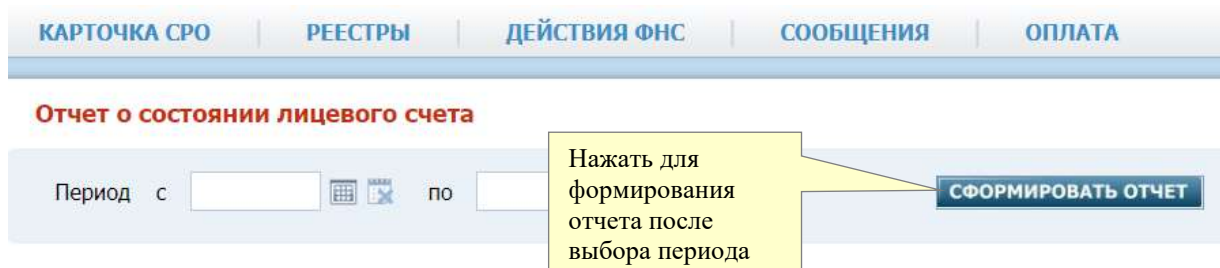 КАРТОЧКА СРО РЕЕСТРЫ ДЕЙСТВИЯ ФНС СООБЩЕНИЯ ОПЛАТА
Отчет о состоянии лицевого счета
Период с по СФОРМИРОВАТЬ ОТЧЕТ
Нажать для
формирования
отчета после
выбора периода